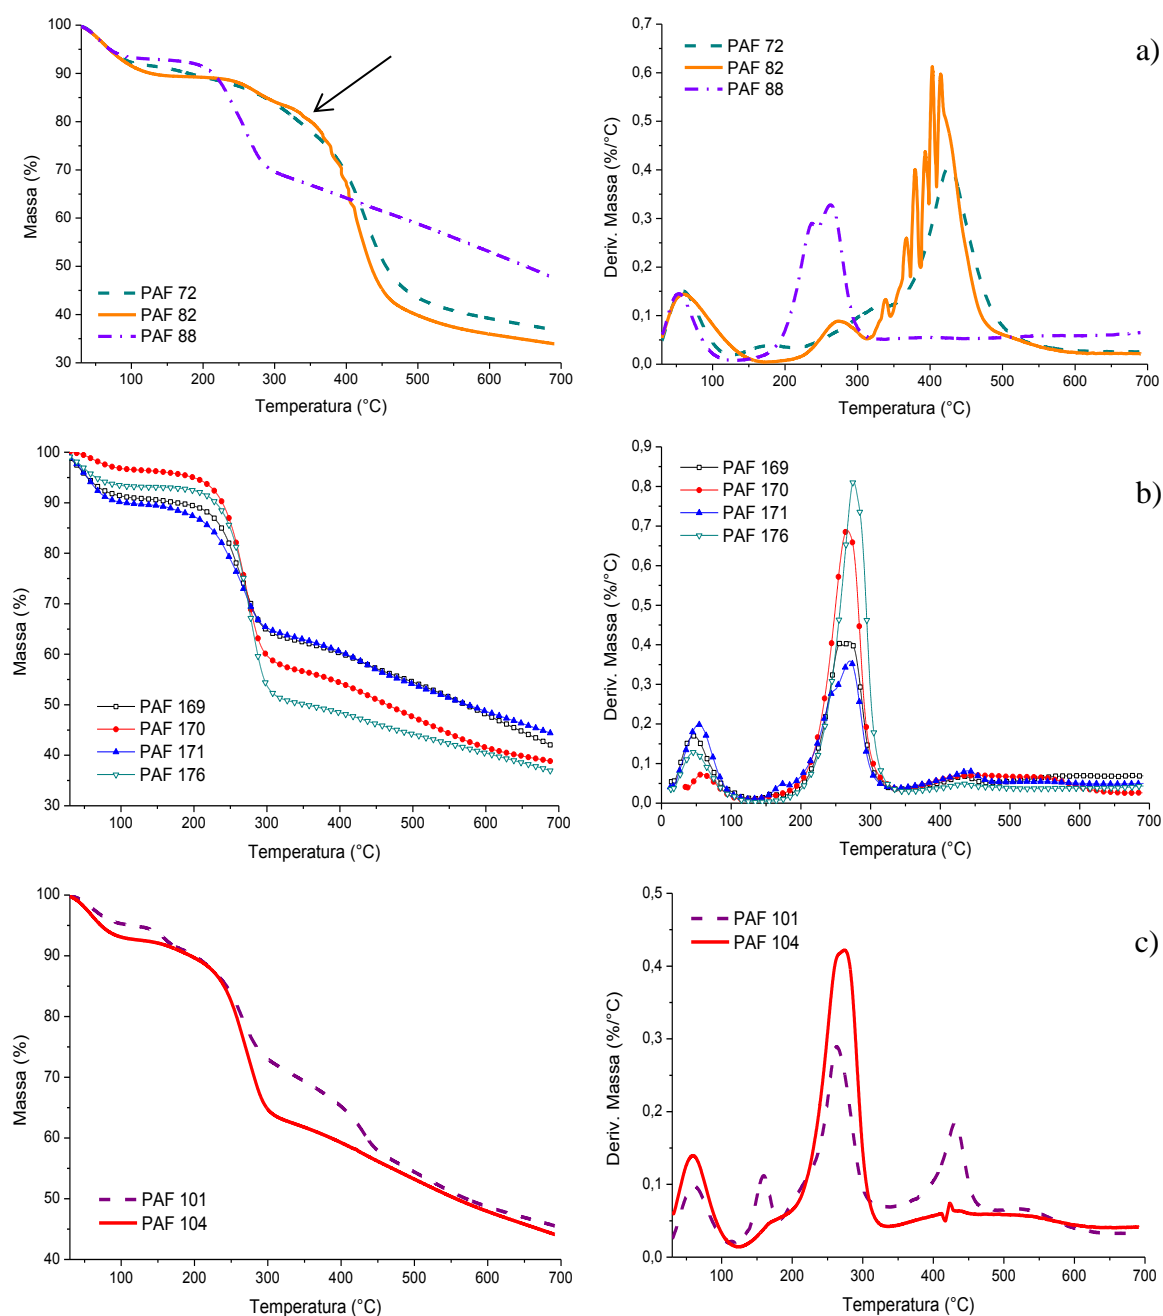 100
90
80
70
60
50
40
30
Massa (%)
PAF 72
PAF 82
PAF 88
100 200 300 400 500 600 700
Temperatura (°C)
0,7
0,6
0,5
0,4
0,3
0,2
0,1
0,0
Deriv. Massa (%/°C)
PAF 72
PAF 82
PAF 88
a)
100 200 300 400 500 600 700
Temperatura (°C)
100
90
80
70
60
50
40
30
Massa (%)
PAF 169
PAF 170
PAF 171
PAF 176
100 200 300 400 500 600 700
Temperatura (°C)
0,9
0,8
0,7
0,6
0,5
0,4
0,3
0,2
0,1
0,0
Deriv. Massa (%/°C)
PAF 169
PAF 170
PAF 171
PAF 176
b)
0 100 200 300 400 500 600 700
Temperatura (°C)
100
90
80
70
60
50
40
Massa (%)
PAF 101
PAF 104
100 200 300 400 500 600 700
Temperatura (°C)
0,5
0,4
0,3
0,2
0,1
0,0
Deriv. Massa (%/°C)
PAF 101
PAF 104
c)
100 200 300 400 500 600 700
Temperatura (°C)